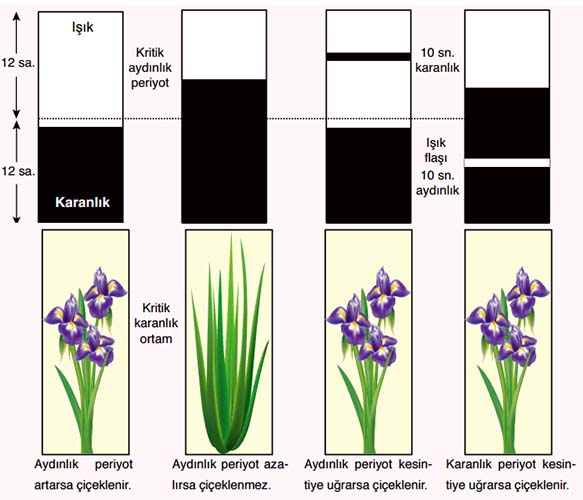 Işık
12 sa.
Kritik
aydınlık
periyot
10 sn.
karanlık
12 sa.
Karanlık
Işık
flaşı
10 sn.
aydınlık
Kritik
karanlık
ortam
Aydınlık periyot
artarsa çiçeklenir.
Aydınlık periyot aza-
lırsa çiçeklenmez.
Aydınlık periyot kesin-
tiye uğrarsa çiçeklenir.
Karanlık periyot kesin-
tiye uğrarsa çiçeklenir.